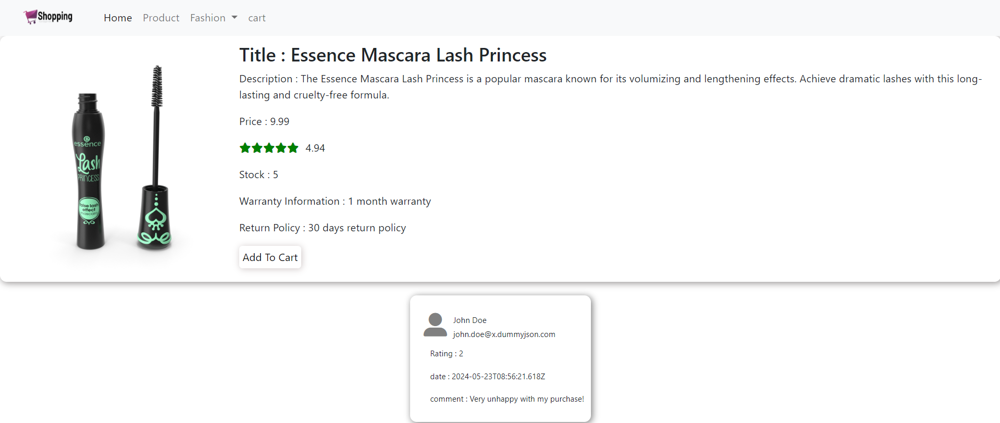 Shopping
Home
Product
Fashion
cart
Title : Essence Mascara Lash Princess
Description : The Essence Mascara Lash Princess is a popular mascara known for its volumizing and lengthening effects. Achieve dramatic lashes with this long-
lasting and cruelty-free formula.
Price : 9.99
4.94
Stock : 5
Warranty Information : 1 month warranty
Return Policy : 30 days return policy
Add To Cart
essence
Lash
PRINCESS
false lash
effect
mascara
John Doe
john.doe@x.dummyjson.com
Rating : 2
date : 2024-05-23T08:56:21.618Z
comment : Very unhappy with my purchase!